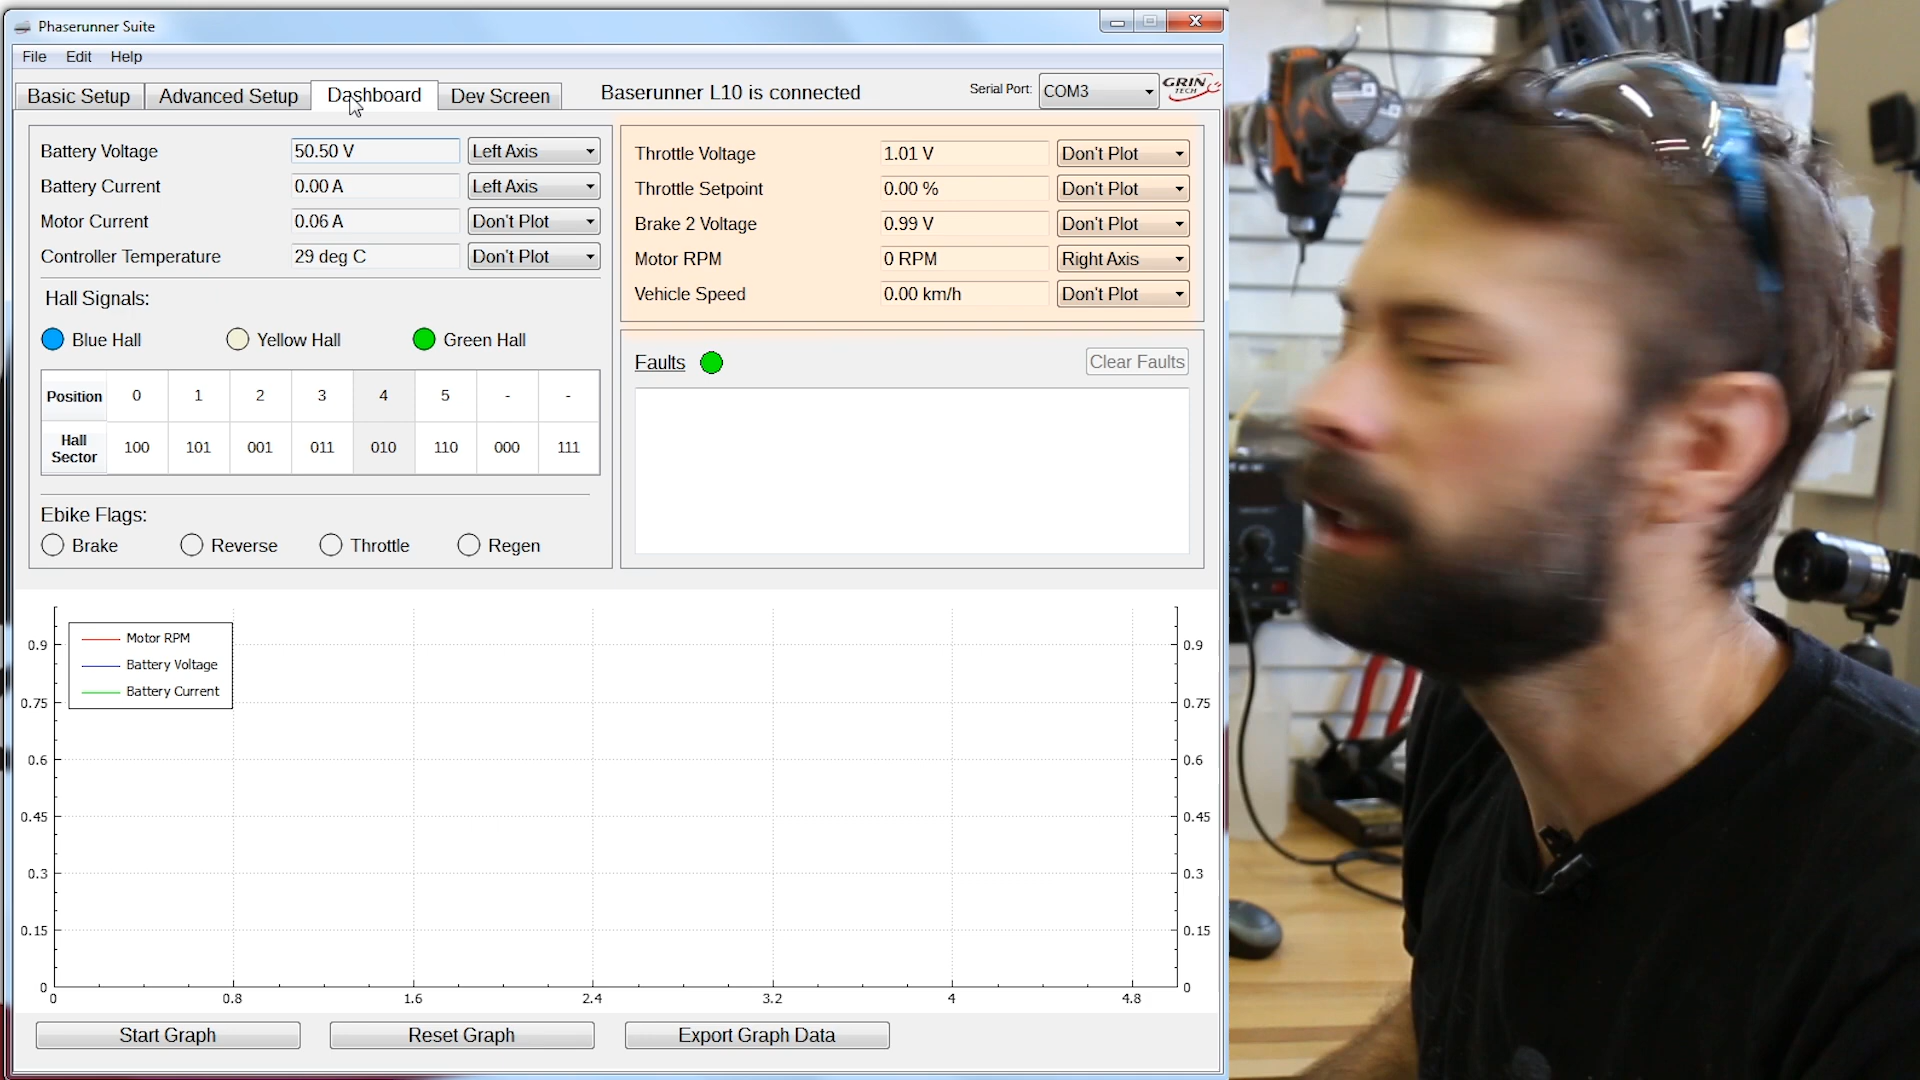 Phaserunner Suite
File Edit Help
Basic Setup Advanced Setup Dashboard Dev Screen Baserunner L10 is connected Serial Port: COM3 GRIN TECH
Battery Voltage 50.50 V Left Axis
Battery Current 0.00 A Left Axis
Motor Current 0.06 A Don't Plot
Controller Temperature 29 deg C Don't Plot
Hall Signals:
Blue Hall Yellow Hall Green Hall
Position 0 1 2 3 4 5 - -
Hall Sector 100 101 001 011 010 110 000 111
Ebike Flags:
Brake Reverse Throttle Regen
Throttle Voltage 1.01 V Don't Plot
Throttle Setpoint 0.00 % Don't Plot
Brake 2 Voltage 0.99 V Don't Plot
Motor RPM 0 RPM Right Axis
Vehicle Speed 0.00 km/h Don't Plot
Faults Clear Faults
Motor RPM
Battery Voltage
Battery Current
0.9 0.9
0.75 0.75
0.6 0.6
0.45 0.45
0.3 0.3
0.15 0.15
0 0
0 0.8 1.6 2.4 3.2 4 4.8
Start Graph Reset Graph Export Graph Data